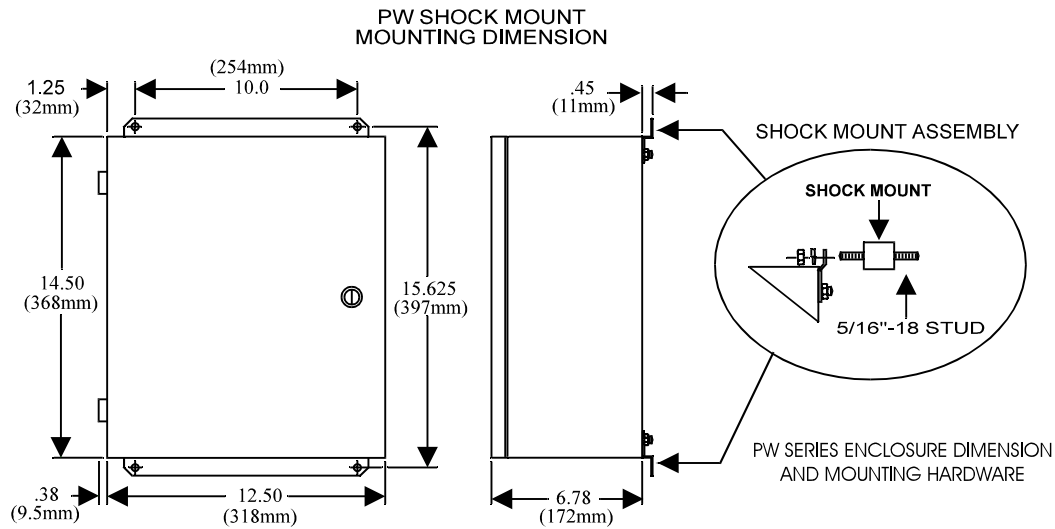 PW SHOCK MOUNT
MOUNTING DIMENSION
(254mm)
10.0
1.25
(32mm)
.45
(11mm)
SHOCK MOUNT ASSEMBLY
SHOCK MOUNT
14.50
(368mm)
15.625
(397mm)
5/16"-18 STUD
PW SERIES ENCLOSURE DIMENSION
AND MOUNTING HARDWARE
.38
(9.5mm)
12.50
(318mm)
6.78
(172mm)